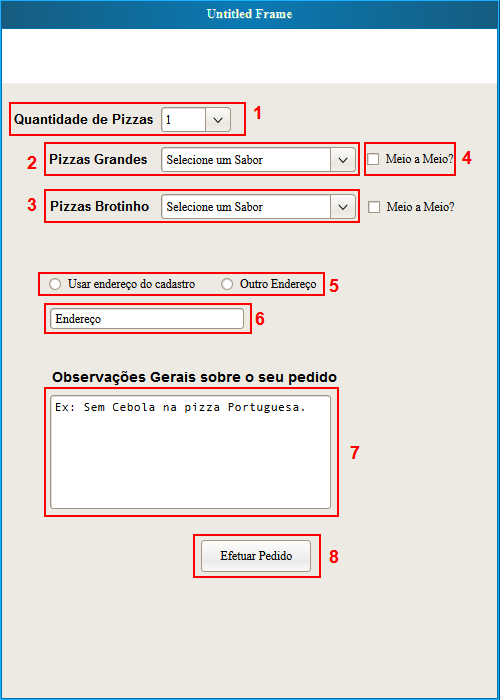 Untitled Frame
Quantidade de Pizzas 1 1
2 Pizzas Grandes Selecione um Sabor Meio a Meio? 4
3 Pizzas Brotinho Selecione um Sabor Meio a Meio?
Usar endereço do cadastro Outro Endereço 5
Endereço 6
Observações Gerais sobre o seu pedido
Ex: Sem Cebola na pizza Portuguesa.
7
Efetuar Pedido 8